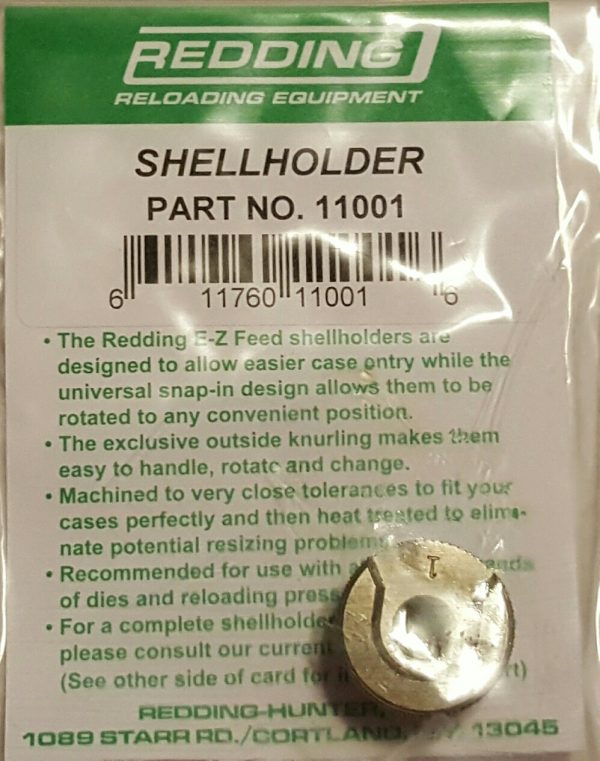 REDDING
RELOADING EQUIPMENT
SHELLHOLDER
PART NO. 11001
6 11760 11001 6
• The Redding E-Z Feed shellholders are
designed to allow easier case entry while the
universal snap-in design allows them to be
rotated to any convenient position.
• The exclusive outside knurling makes them
easy to handle, rotate and change.
• Machined to very close tolerances to fit your
cases perfectly and then heat treated to elimi-
nate potential resizing problem
• Recommended for use with
of dies and reloading press
• For a complete shellholde
please consult our current
(See other side of card for
1
REDDING-HUNTER,
1089 STARR RD./CORTLAND, 13045